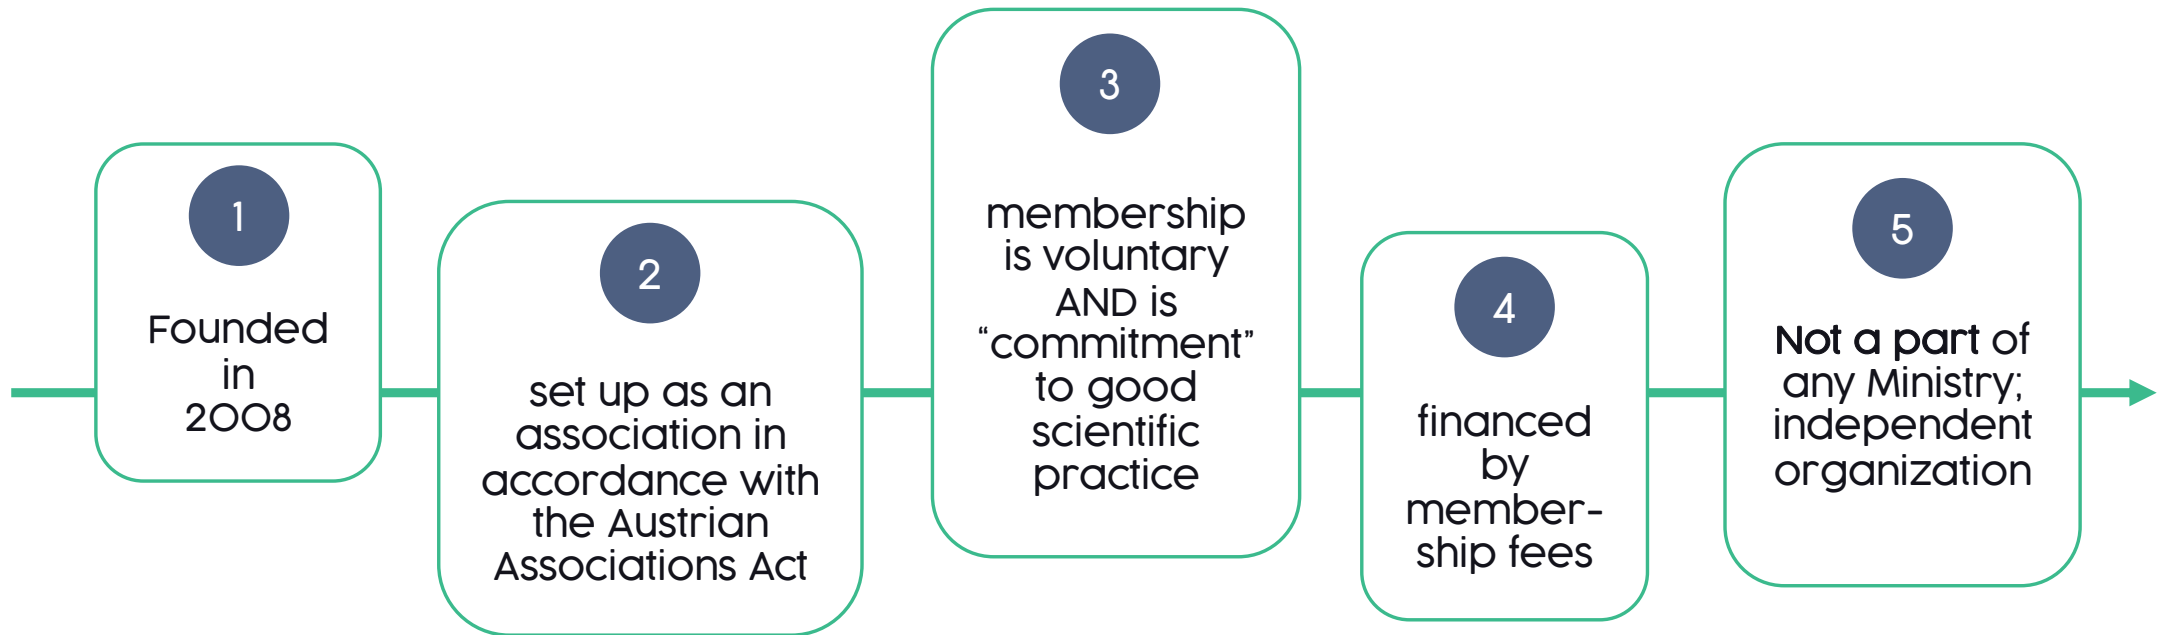 1
Founded
in
2008
2
set up as an
association in
accordance with
the Austrian
Associations Act
3
membership
is voluntary
AND is
“commitment”
to good
scientific
practice
4
financed
by
member-
ship fees
5
Not a part of
any Ministry;
independent
organization